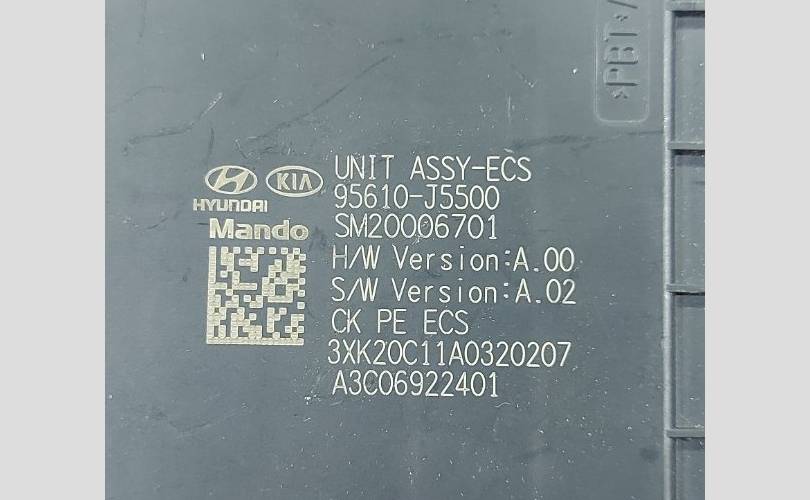 >PBT<
HYUNDAI
KIA
Mando
UNIT ASSY-ECS
95610-J5500
SM20006701
H/W Version:A.00
S/W Version:A.02
CK PE ECS
3XK20C11A0320207
A3C06922401